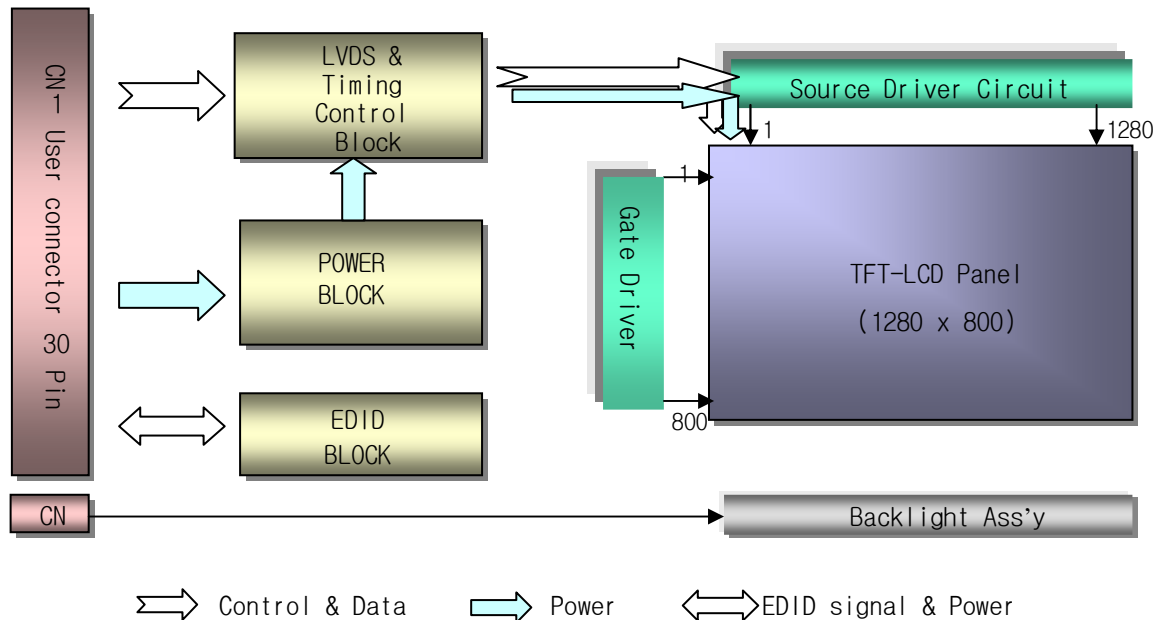 CN1 User connector 30 Pin
LVDS &
Timing
Control
Block
Source Driver Circuit
1
1280
1
Gate Driver
800
POWER
BLOCK
TFT-LCD Panel
(1280 x 800)
EDID
BLOCK
CN
Backlight Ass'y
Control & Data
Power
EDID signal & Power